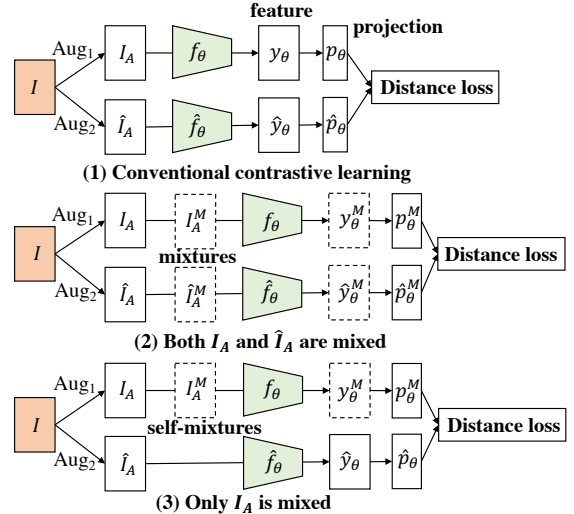 feature
projection
I Aug₁ I_A f_θ y_θ p_θ
Aug₂ Î_A f̂_θ ŷ_θ p̂_θ
Distance loss
(1) Conventional contrastive learning
I Aug₁ I_A I_A^M f_θ y_θ^M p_θ^M
mixtures
Aug₂ Î_A Î_A^M f̂_θ ŷ_θ^M p̂_θ^M
Distance loss
(2) Both I_A and Î_A are mixed
I Aug₁ I_A I_A^M f_θ y_θ^M p_θ^M
self-mixtures
Aug₂ Î_A f̂_θ ŷ_θ p̂_θ
Distance loss
(3) Only I_A is mixed